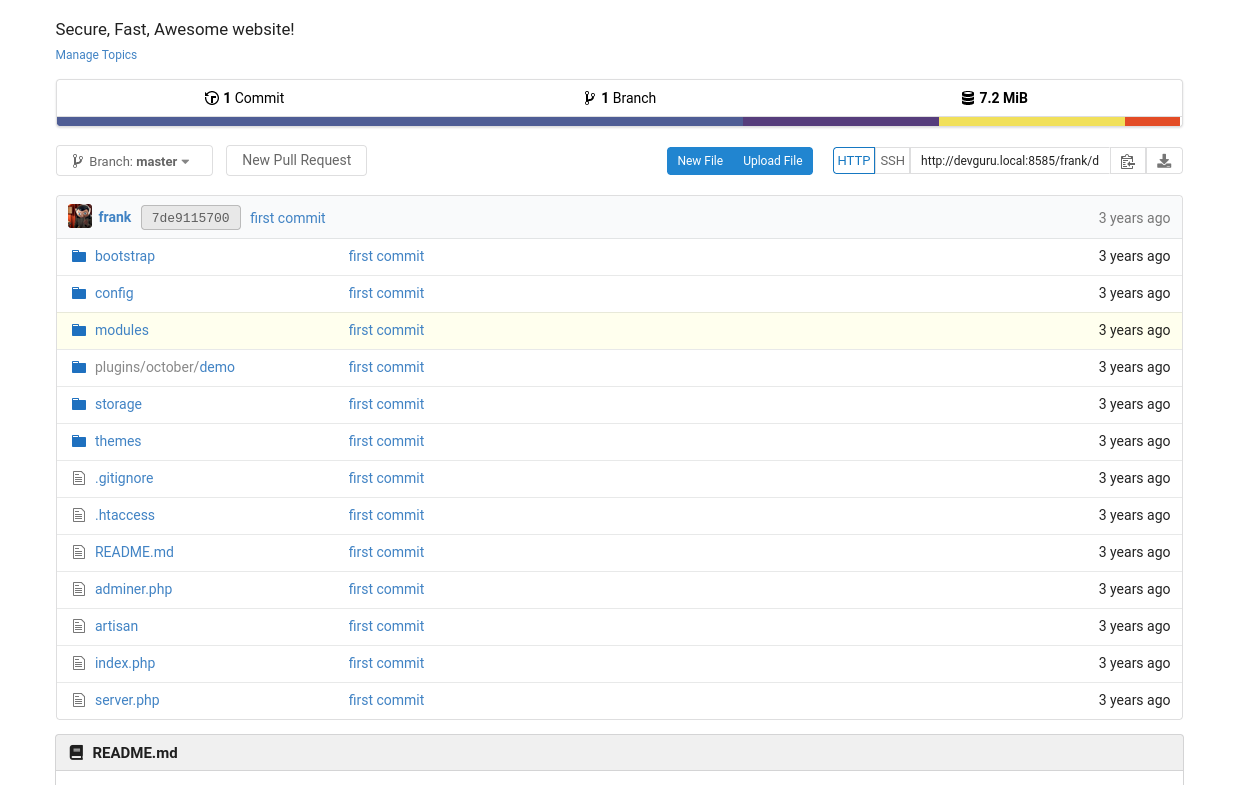 Secure, Fast, Awesome website!
Manage Topics
1 Commit 1 Branch 7.2 MiB
Branch: master New Pull Request New File Upload File HTTP SSH http://devguru.local:8585/frank/d
frank 7de9115700 first commit 3 years ago
bootstrap first commit 3 years ago
config first commit 3 years ago
modules first commit 3 years ago
plugins/october/demo first commit 3 years ago
storage first commit 3 years ago
themes first commit 3 years ago
.gitignore first commit 3 years ago
.htaccess first commit 3 years ago
README.md first commit 3 years ago
adminer.php first commit 3 years ago
artisan first commit 3 years ago
index.php first commit 3 years ago
server.php first commit 3 years ago
README.md